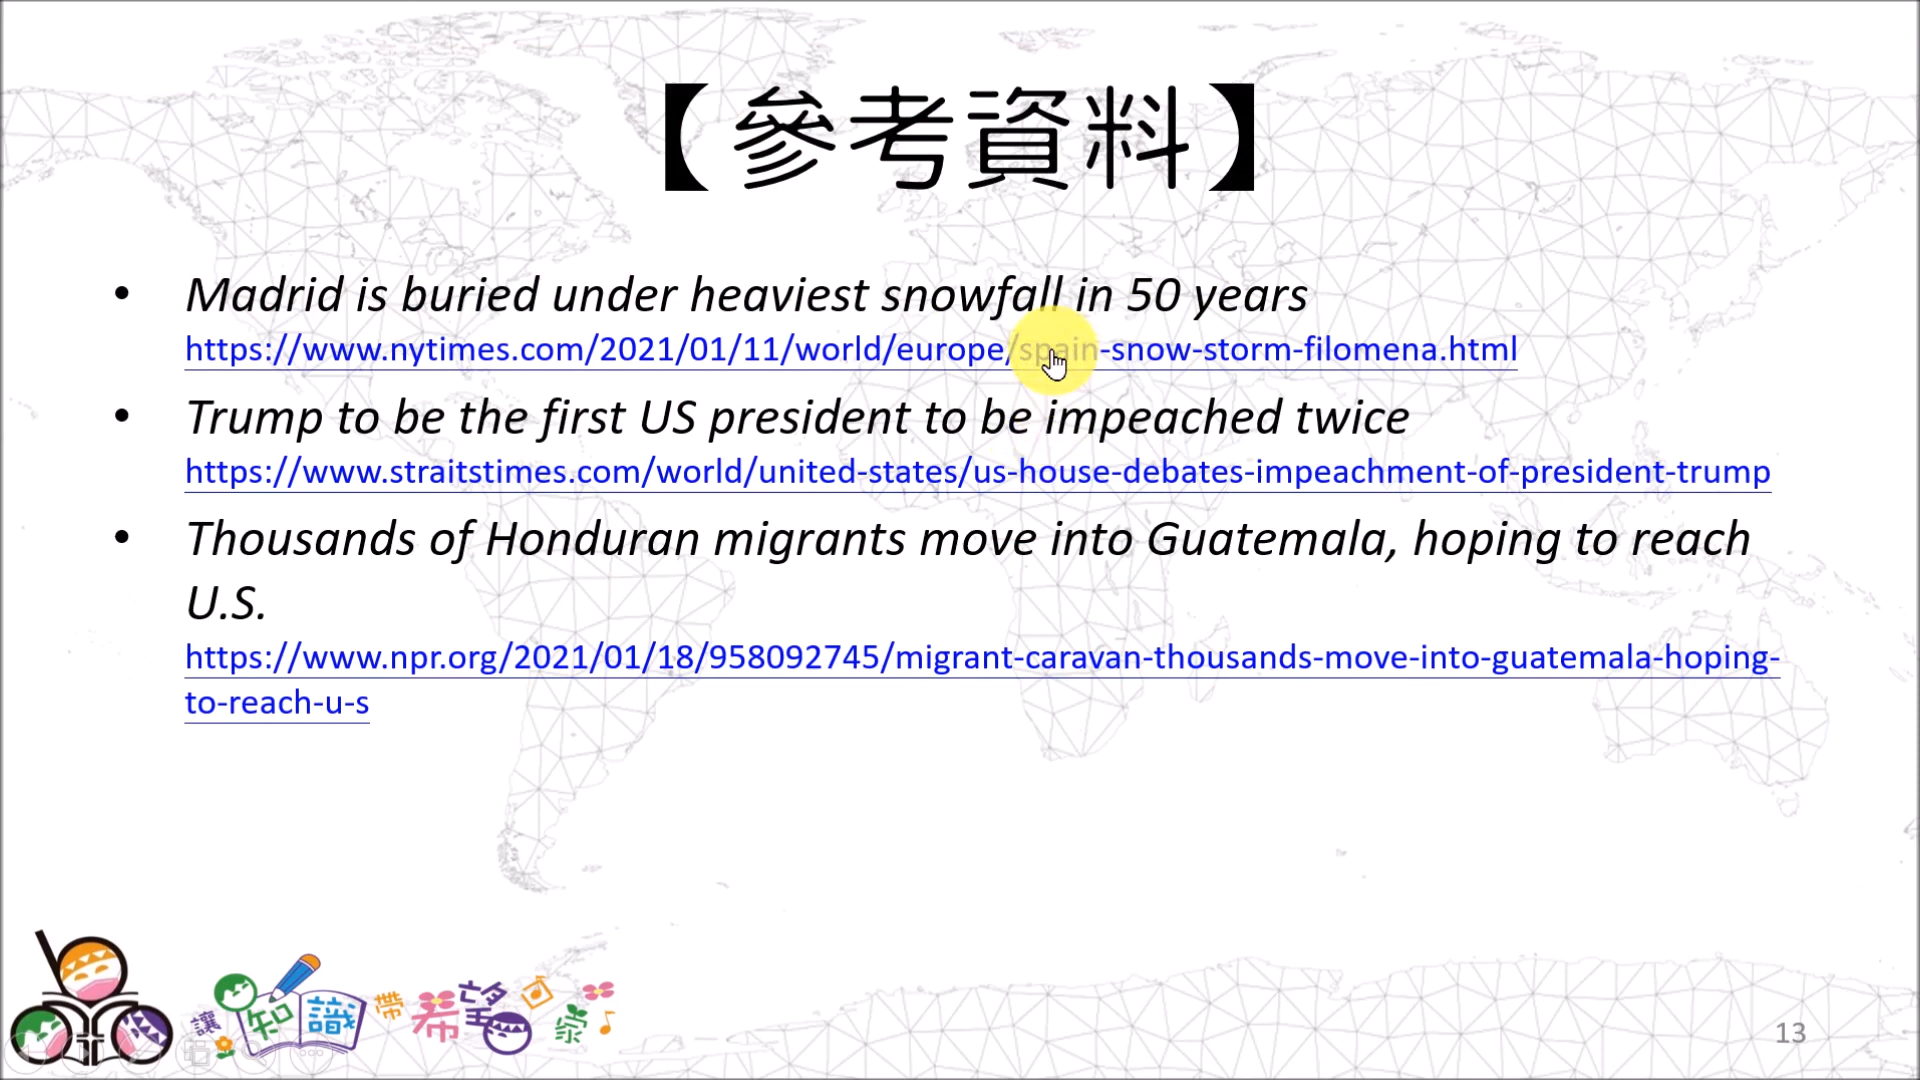 【參考資料】
• Madrid is buried under heaviest snowfall in 50 years
https://www.nytimes.com/2021/01/11/world/europe/spain-snow-storm-filomena.html
• Trump to be the first US president to be impeached twice
https://www.straitstimes.com/world/united-states/us-house-debates-impeachment-of-president-trump
• Thousands of Honduran migrants move into Guatemala, hoping to reach
U.S.
https://www.npr.org/2021/01/18/958092745/migrant-caravan-thousands-move-into-guatemala-hoping-
to-reach-u-s
讓知識帶希望回家
13